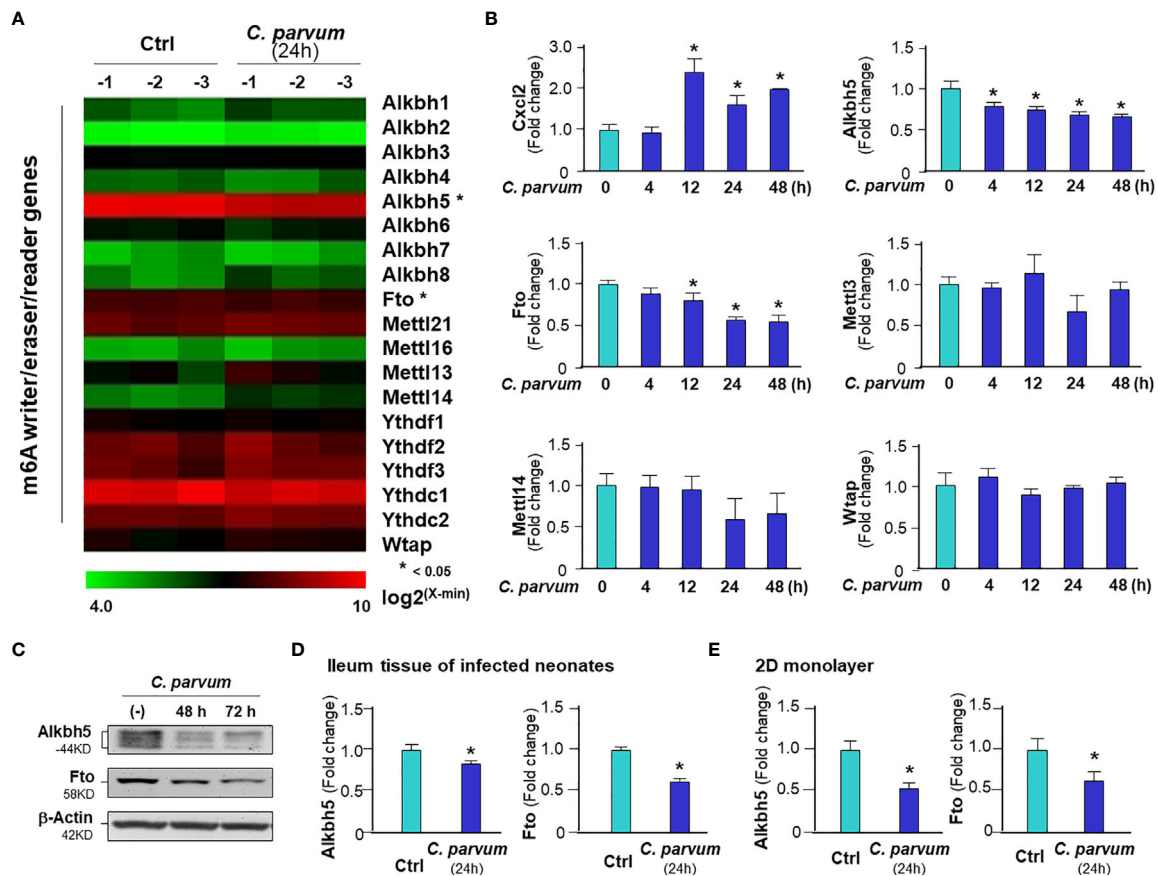 A
Ctrl
C. parvum
(24h)
-1 -2 -3 -1 -2 -3
m6A writer/eraser/reader genes
Alkbh1
Alkbh2
Alkbh3
Alkbh4
Alkbh5 *
Alkbh6
Alkbh7
Alkbh8
Fto *
Mettl21
Mettl16
Mettl13
Mettl14
Ythdf1
Ythdf2
Ythdf3
Ythdc1
Ythdc2
Wtap
* < 0.05
log2(X-min)
4.0 10
B
Cxcl2
(Fold change)
3.0
2.0
1.0
0
* * *
C. parvum 0 4 12 24 48 (h)
Alkbh5
(Fold change)
1.5
1.0
0.5
0
* * * *
C. parvum 0 4 12 24 48 (h)
Fto
(Fold change)
1.5
1.0
0.5
0
* * *
C. parvum 0 4 12 24 48 (h)
Mettl3
(Fold change)
1.5
1.0
0.5
0
C. parvum 0 4 12 24 48 (h)
Mettl14
(Fold change)
1.5
1.0
0.5
0
C. parvum 0 4 12 24 48 (h)
Wtap
(Fold change)
1.5
1.0
0.5
0
C. parvum 0 4 12 24 48 (h)
C
C. parvum
(-) 48 h 72 h
Alkbh5
-44KD
Fto
58KD
β-Actin
42KD
D
Ileum tissue of infected neonates
Alkbh5 (Fold change)
1.5
1.0
0.5
0
*
Ctrl C. parvum
(24h)
Fto (Fold change)
1.5
1.0
0.5
0
*
Ctrl C. parvum
(24h)
E
2D monolayer
Alkbh5 (Fold change)
1.5
1.0
0.5
0
*
Ctrl C. parvum
(24h)
Fto (Fold change)
1.5
1.0
0.5
0
*
Ctrl C. parvum
(24h)